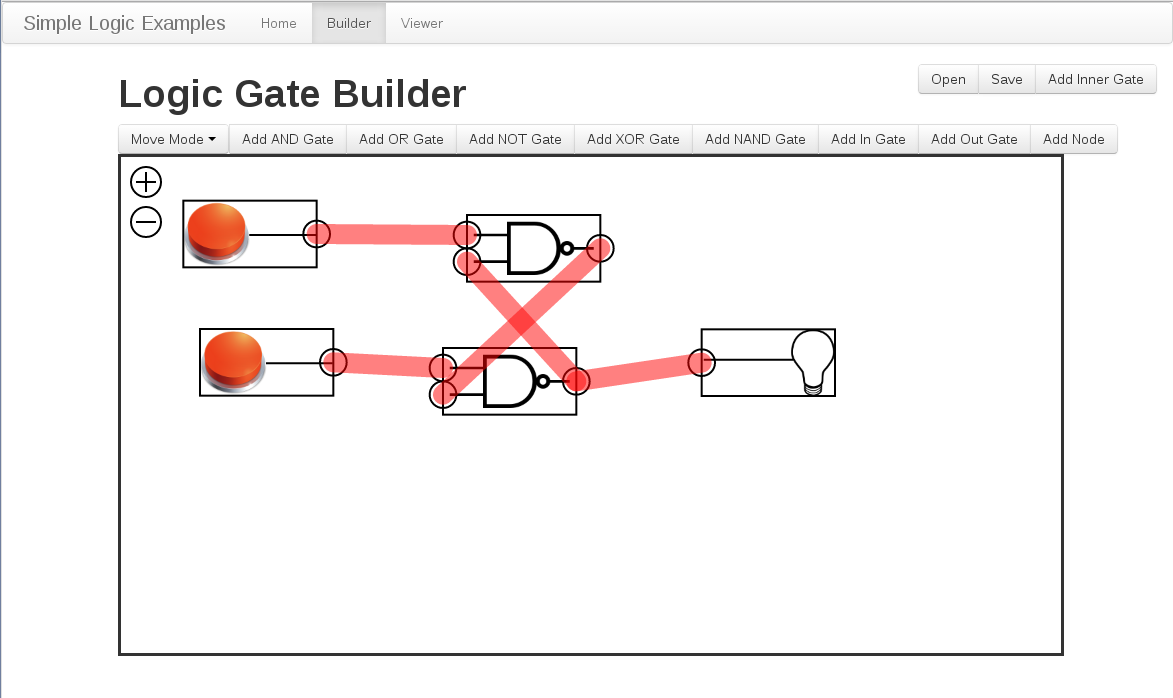 Simple Logic Examples Home Builder Viewer
Open Save Add Inner Gate
Logic Gate Builder
Move Mode Add AND Gate Add OR Gate Add NOT Gate Add XOR Gate Add NAND Gate Add In Gate Add Out Gate Add Node